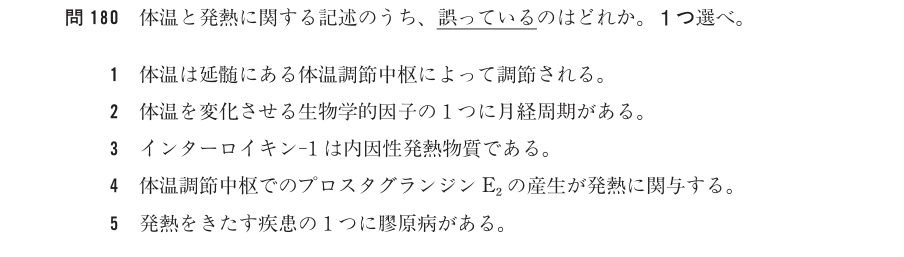 問180 体温と発熱に関する記述のうち、誤っているのはどれか。1つ選べ。
1 体温は延髄にある体温調節中枢によって調節される。
2 体温を変化させる生物学的因子の1つに月経周期がある。
3 インターロイキン-1は内因性発熱物質である。
4 体温調節中枢でのプロスタグランジンE₂の産生が発熱に関与する。
5 発熱をきたす疾患の1つに膠原病がある。